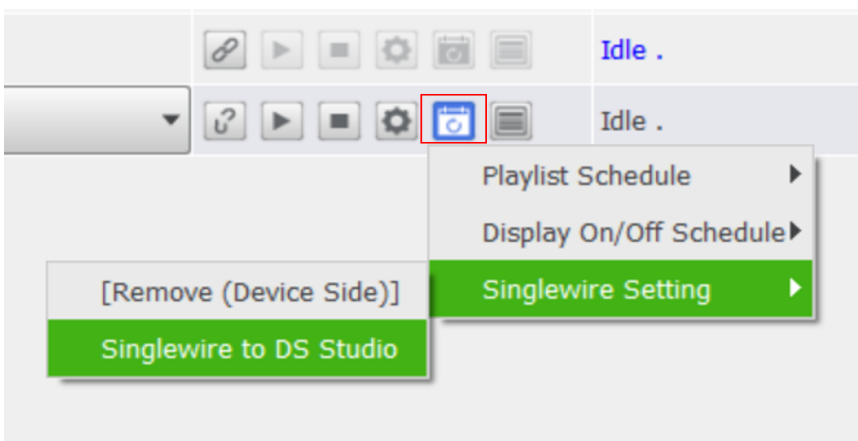 Idle .
Idle .
Playlist Schedule
Display On/Off Schedule
[Remove (Device Side)]
Singlewire Setting
Singlewire to DS Studio